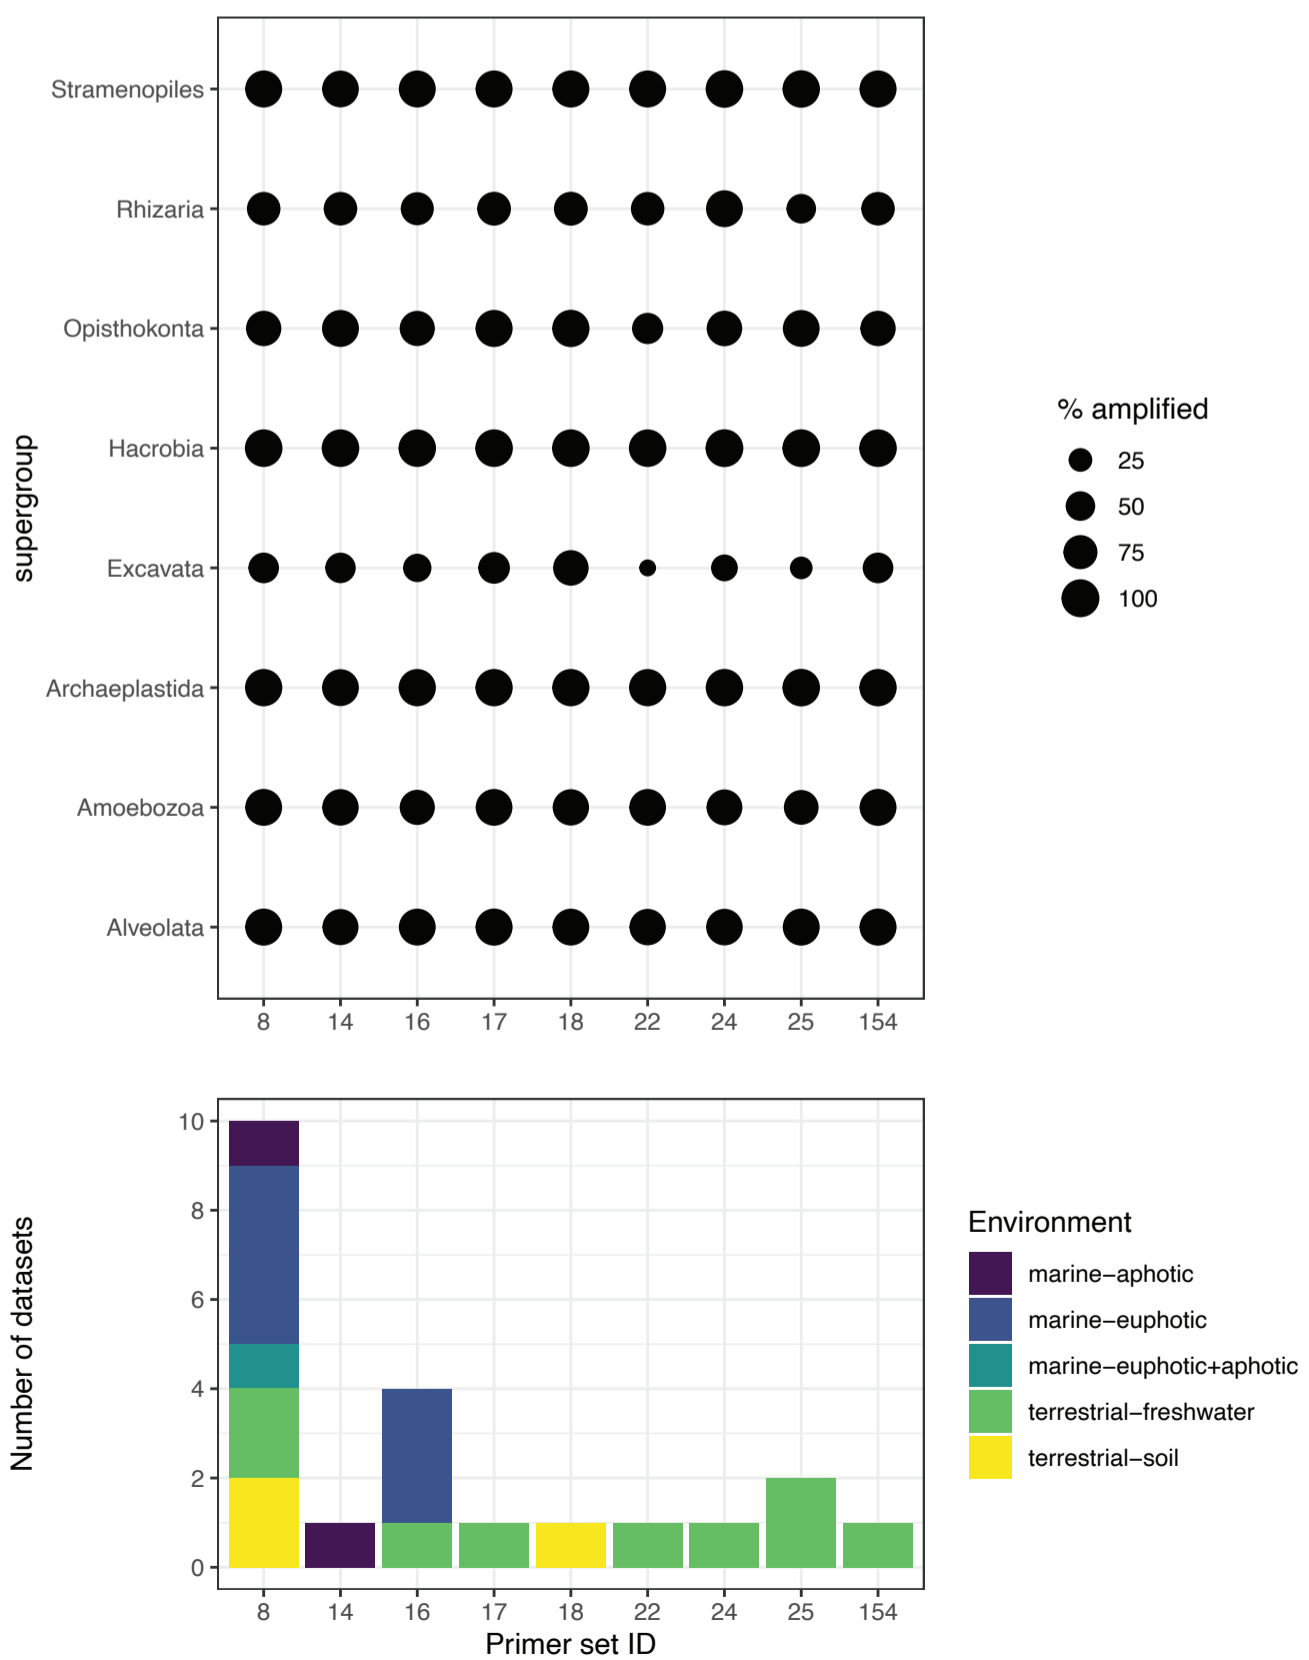 Stramenopiles
Rhizaria
Opisthokonta
Hacrobia
Excavata
Archaeplastida
Amoebozoa
Alveolata
supergroup
8 14 16 17 18 22 24 25 154
% amplified
25
50
75
100
10
8
6
4
2
0
Number of datasets
8 14 16 17 18 22 24 25 154
Primer set ID
Environment
marine−aphotic
marine−euphotic
marine−euphotic+aphotic
terrestrial−freshwater
terrestrial−soil